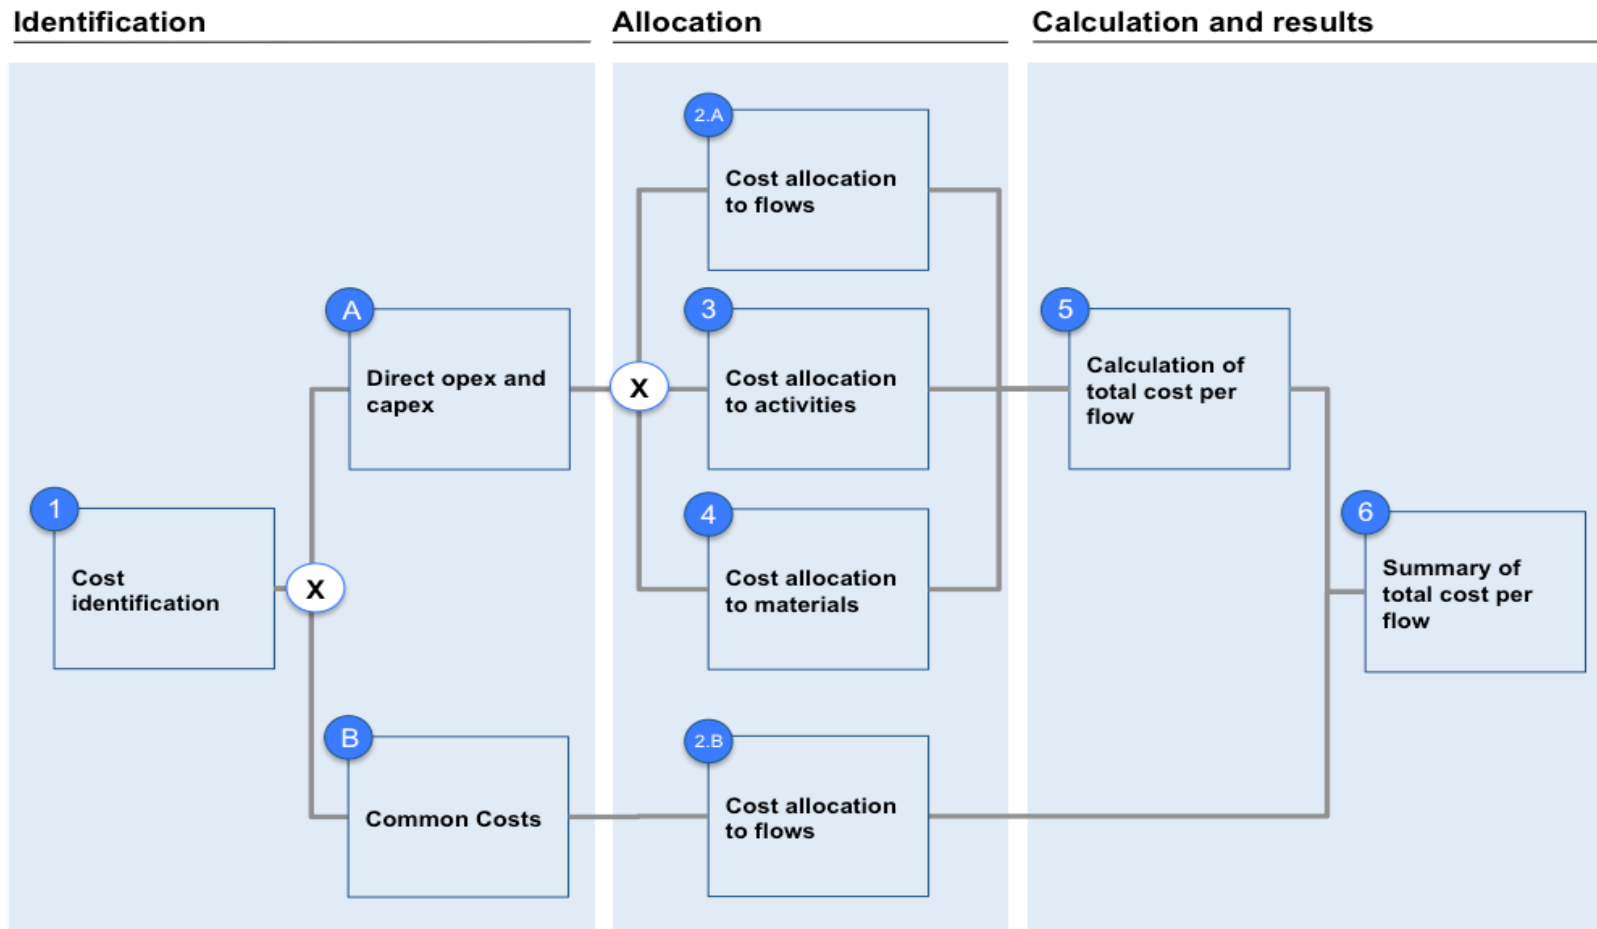 Identification
Allocation
Calculation and results
2.A
Cost allocation
to flows
A
Direct opex and
capex
3
Cost allocation
to activities
5
Calculation of
total cost per
flow
X
1
Cost
identification
X
4
Cost allocation
to materials
6
Summary of
total cost per
flow
B
Common Costs
2.B
Cost allocation
to flows